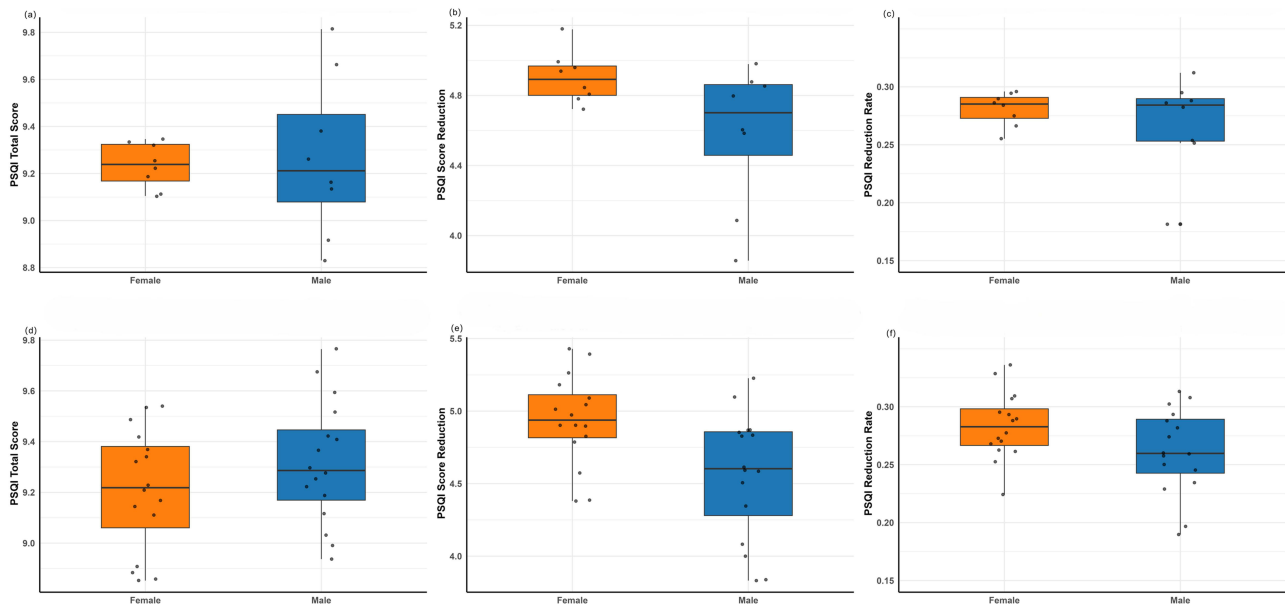 (a)
PSQI Total Score
9.8
9.6
9.4
9.2
9.0
8.8
Female
Male
(b)
PSQI Score Reduction
5.2
4.8
4.4
4.0
Female
Male
(c)
PSQI Reduction Rate
0.30
0.25
0.20
0.15
Female
Male
(d)
PSQI Total Score
9.8
9.6
9.4
9.2
9.0
Female
Male
(e)
PSQI Score Reduction
5.5
5.0
4.5
4.0
Female
Male
(f)
PSQI Reduction Rate
0.30
0.25
0.20
0.15
Female
Male